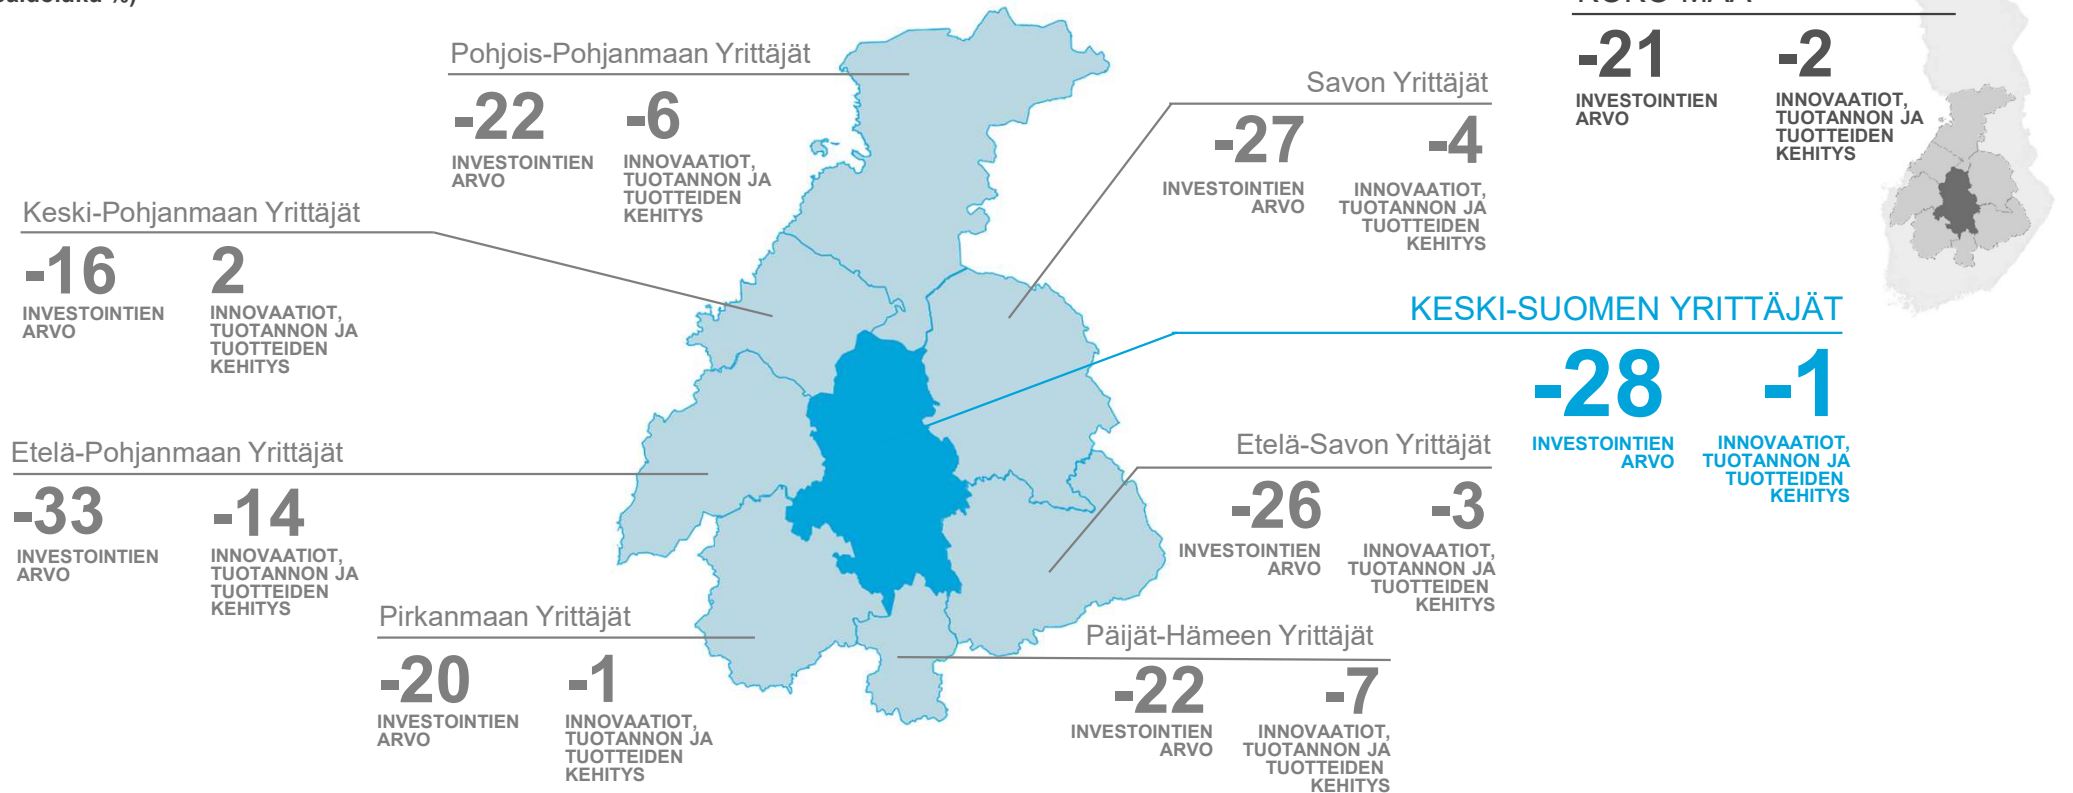 Pohjois-Pohjanmaan Yrittäjät
-22
INVESTOINTIEN
ARVO
-6
INNOVAATIOT,
TUOTANNON JA
TUOTTEIDEN
KEHITYS
Savon Yrittäjät
-27
INVESTOINTIEN
ARVO
-4
INNOVAATIOT,
TUOTANNON JA
TUOTTEIDEN
KEHITYS
KOKO MAA
-21
INVESTOINTIEN
ARVO
-2
INNOVAATIOT,
TUOTANNON JA
TUOTTEIDEN
KEHITYS
Keski-Pohjanmaan Yrittäjät
-16
INVESTOINTIEN
ARVO
2
INNOVAATIOT,
TUOTANNON JA
TUOTTEIDEN
KEHITYS
KESKI-SUOMEN YRITTÄJÄT
-28
INVESTOINTIEN
ARVO
-1
INNOVAATIOT,
TUOTANNON JA
TUOTTEIDEN
KEHITYS
Etelä-Pohjanmaan Yrittäjät
-33
INVESTOINTIEN
ARVO
-14
INNOVAATIOT,
TUOTANNON JA
TUOTTEIDEN
KEHITYS
Etelä-Savon Yrittäjät
-26
INVESTOINTIEN
ARVO
-3
INNOVAATIOT,
TUOTANNON JA
TUOTTEIDEN
KEHITYS
Pirkanmaan Yrittäjät
-20
INVESTOINTIEN
ARVO
-1
INNOVAATIOT,
TUOTANNON JA
TUOTTEIDEN
KEHITYS
Päijät-Hämeen Yrittäjät
-22
INVESTOINTIEN
ARVO
-7
INNOVAATIOT,
TUOTANNON JA
TUOTTEIDEN
KEHITYS